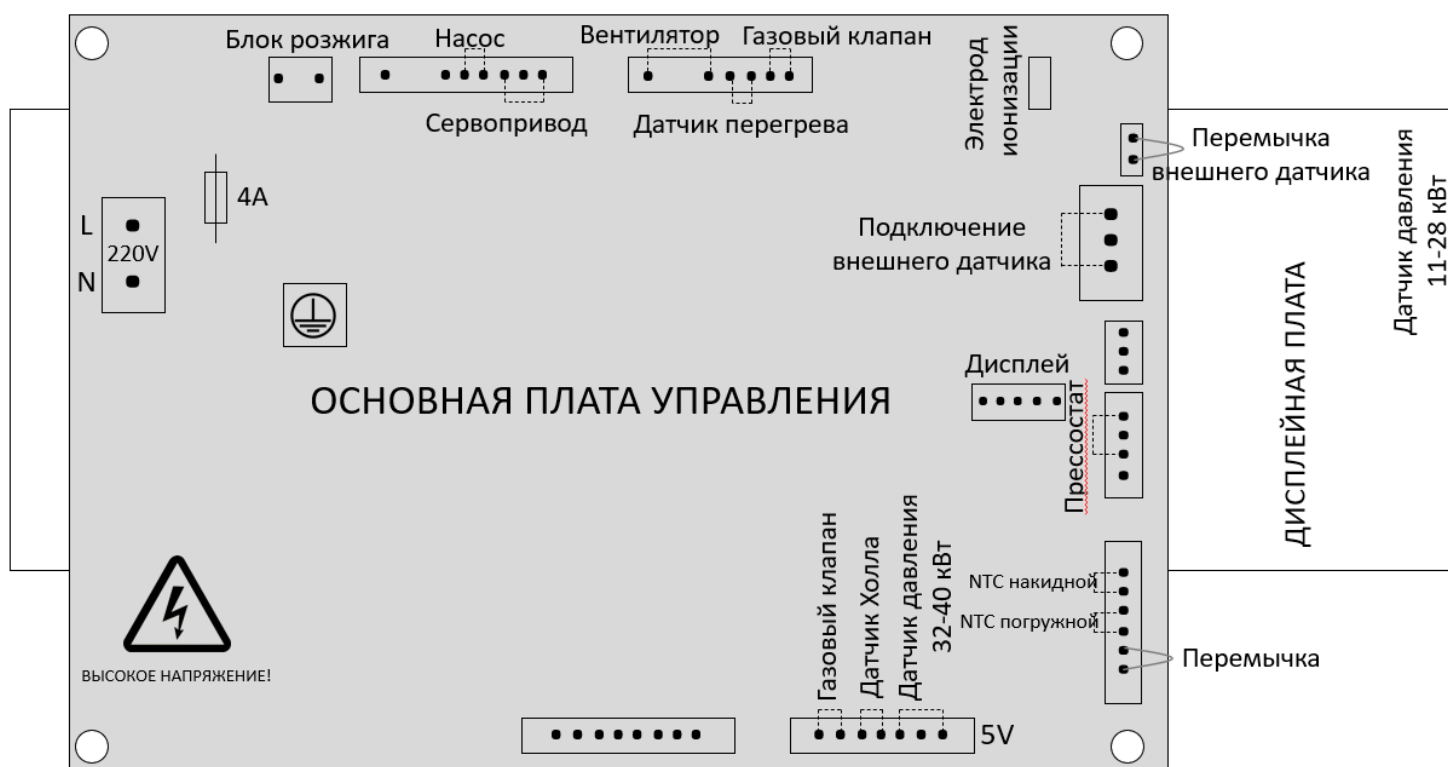 Блок розжига
Насос
Вентилятор
Газовый клапан
Сервопривод
Датчик перегрева
Электрод
ионизации
Перемычка
внешнего датчика
Датчик давления
11-28 кВт
4A
L
220V
N
Подключение
внешнего датчика
ДИСПЛЕЙНАЯ ПЛАТА
Дисплей
ОСНОВНАЯ ПЛАТА УПРАВЛЕНИЯ
Прессостат
Газовый клапан
Датчик Холла
Датчик давления
32-40 кВт
NTC накидной
NTC погружной
Перемычка
ВЫСОКОЕ НАПРЯЖЕНИЕ!
5V